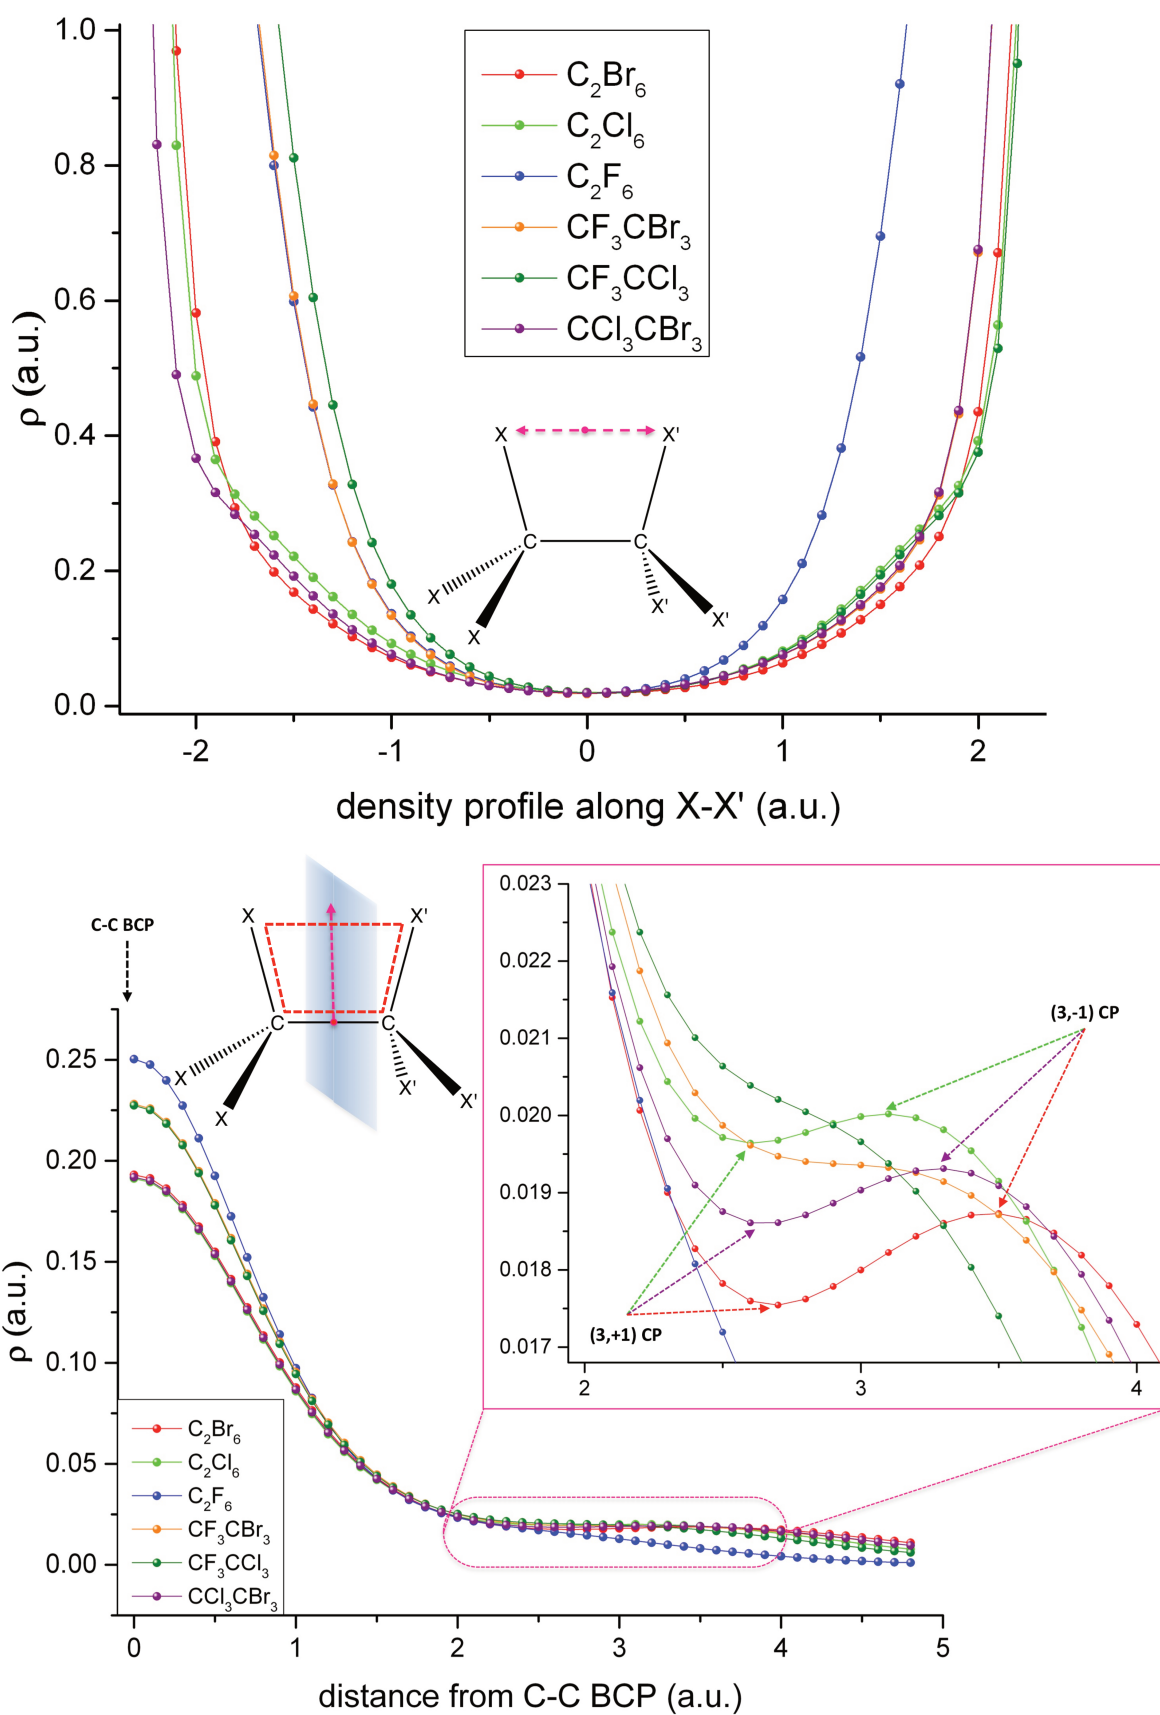 1.0
0.8
0.6
0.4
0.2
0.0
ρ (a.u.)
C₂Br₆
C₂Cl₆
C₂F₆
CF₃CBr₃
CF₃CCl₃
CCl₃CBr₃
X X'
C C
X X'
X X'
-2 -1 0 1 2
density profile along X-X' (a.u.)
C-C BCP
X X'
C C
X X'
X X'
0.25
0.20
0.15
0.10
0.05
0.00
ρ (a.u.)
0.023
0.022
0.021
0.020
0.019
0.018
0.017
(3,-1) CP
(3,+1) CP
2 3 4
C₂Br₆
C₂Cl₆
C₂F₆
CF₃CBr₃
CF₃CCl₃
CCl₃CBr₃
0 1 2 3 4 5
distance from C-C BCP (a.u.)